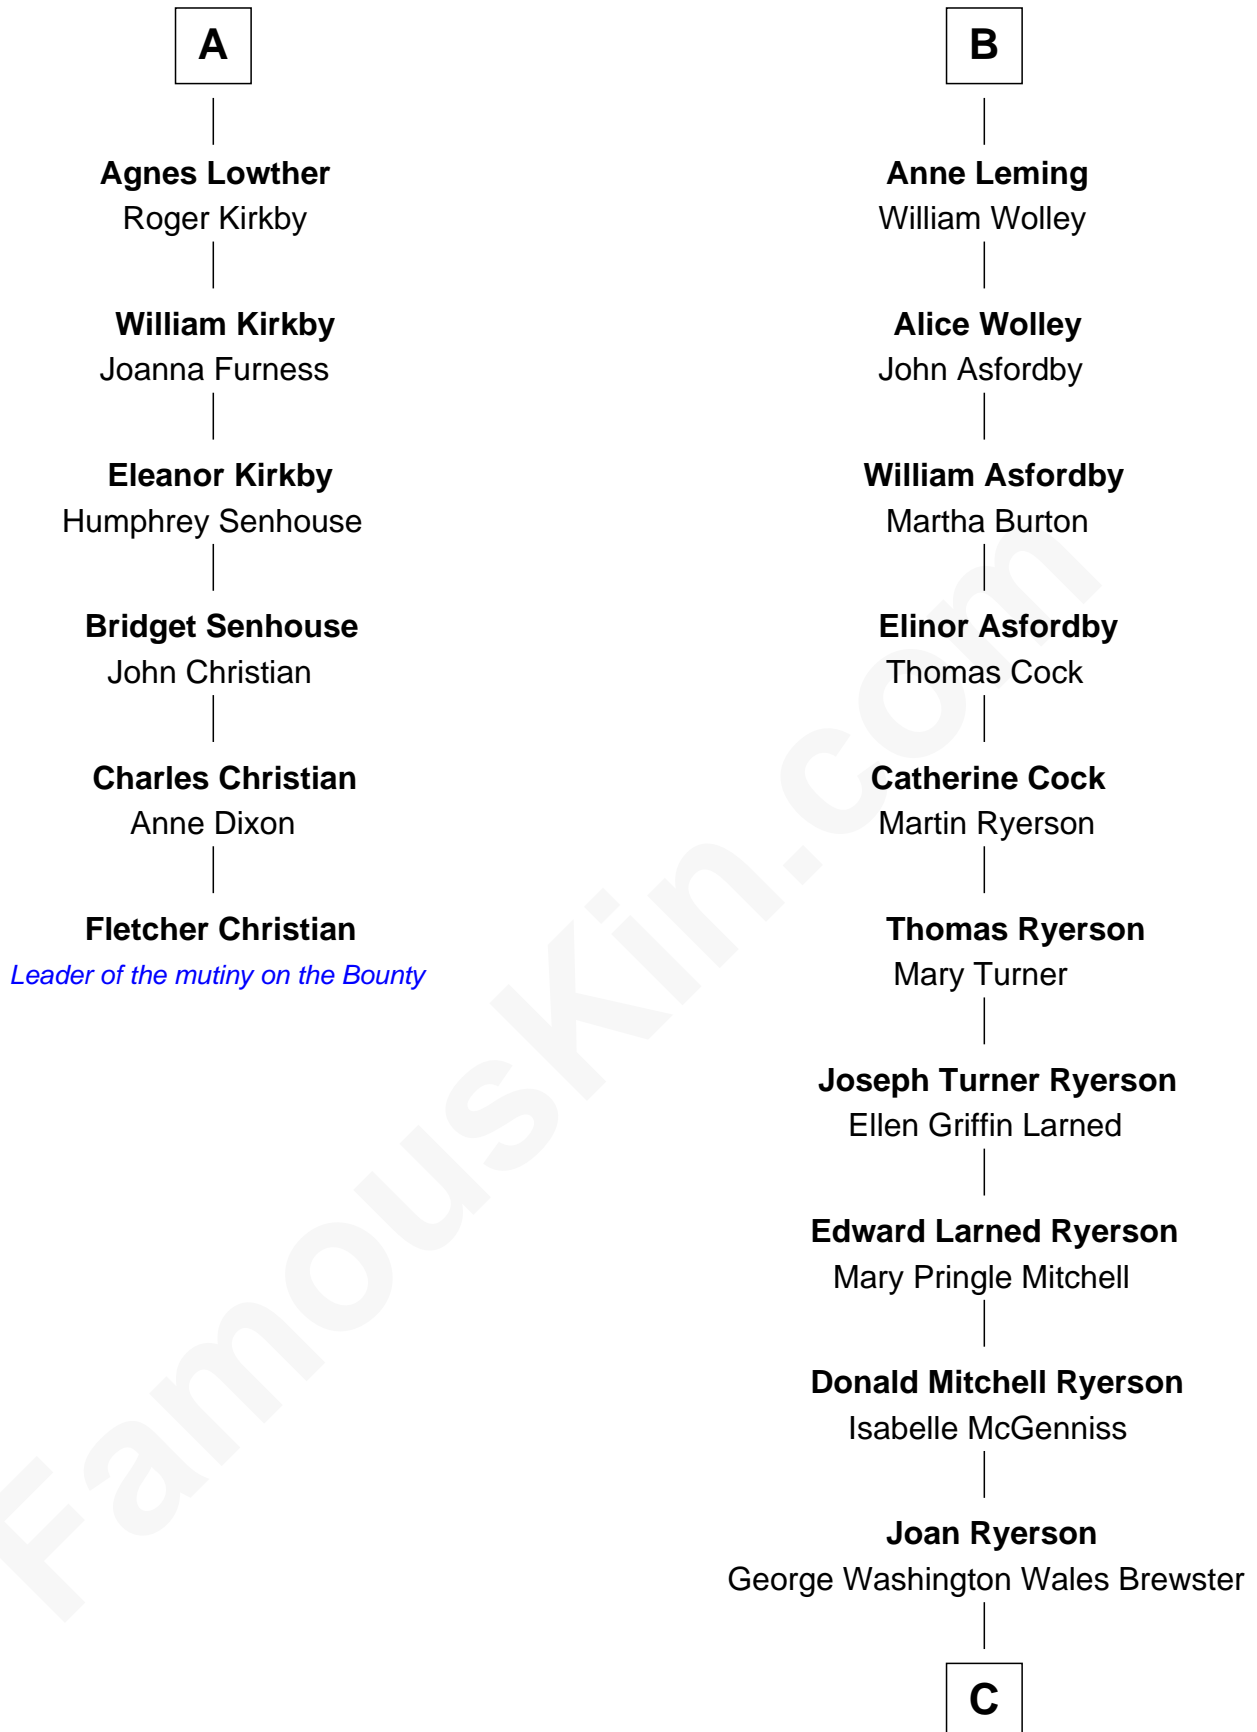 A
Agnes Lowther
Roger Kirkby
William Kirkby
Joanna Furness
Eleanor Kirkby
Humphrey Senhouse
Bridget Senhouse
John Christian
Charles Christian
Anne Dixon
Fletcher Christian
Leader of the mutiny on the Bounty
B
Anne Leming
William Wolley
Alice Wolley
John Asfordby
William Asfordby
Martha Burton
Elinor Asfordby
Thomas Cock
Catherine Cock
Martin Ryerson
Thomas Ryerson
Mary Turner
Joseph Turner Ryerson
Ellen Griffin Larned
Edward Larned Ryerson
Mary Pringle Mitchell
Donald Mitchell Ryerson
Isabelle McGenniss
Joan Ryerson
George Washington Wales Brewster
C
FamousKin.com